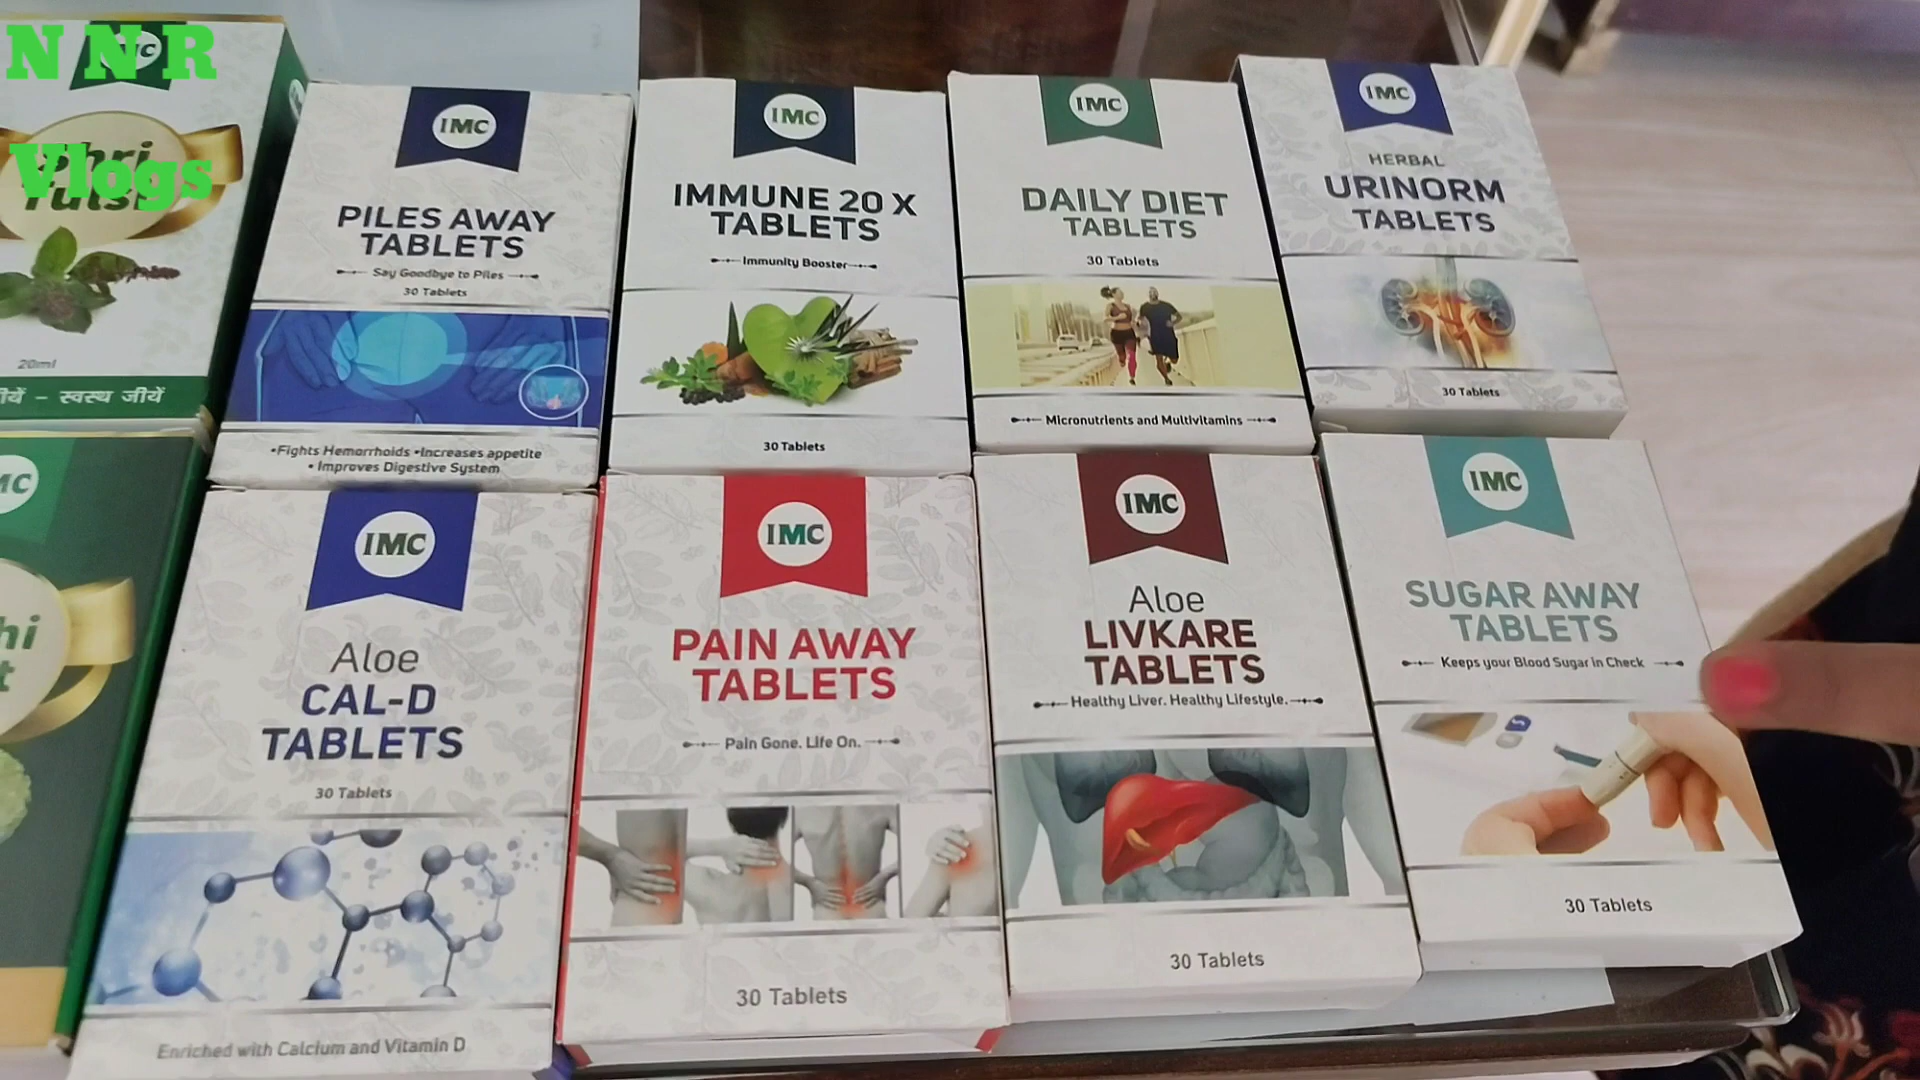 NNR
Vlogs
IMC
Shri
Tulsi
20ml
स्वस्थ जीयें
IMC
PILES AWAY
TABLETS
Say Goodbye to Piles
30 Tablets
•Fights Hemorrhoids •Increases appetite
• Improves Digestive System
IMC
IMMUNE 20 X
TABLETS
Immunity Booster
30 Tablets
IMC
DAILY DIET
TABLETS
30 Tablets
Micronutrients and Multivitamins
IMC
HERBAL
URINORM
TABLETS
30 Tablets
IMC
Aloe
CAL-D
TABLETS
30 Tablets
Enriched with Calcium and Vitamin D
IMC
PAIN AWAY
TABLETS
Pain Gone. Life On.
30 Tablets
IMC
Aloe
LIVKARE
TABLETS
Healthy Liver. Healthy Lifestyle.
30 Tablets
IMC
SUGAR AWAY
TABLETS
Keeps your Blood Sugar in Check
30 Tablets